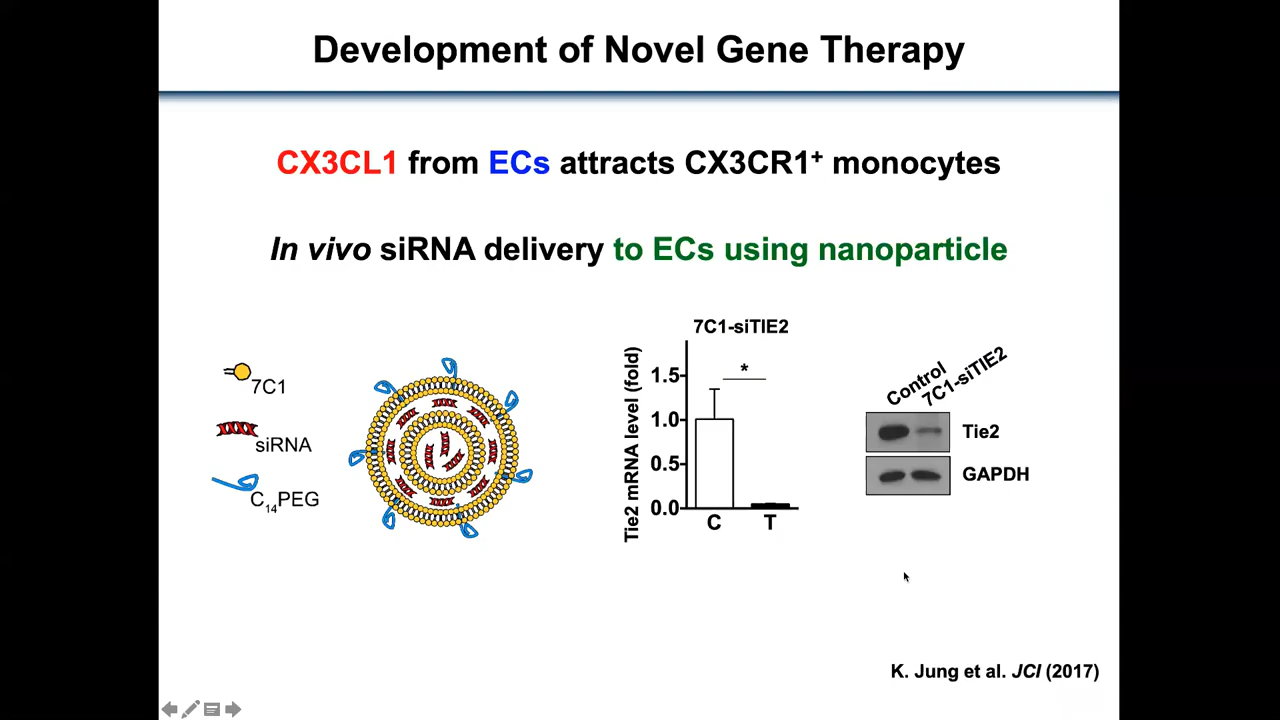 Development of Novel Gene Therapy
CX3CL1 from ECs attracts CX3CR1⁺ monocytes
In vivo siRNA delivery to ECs using nanoparticle
7C1
siRNA
C₁₄PEG
7C1-siTIE2
Tie2 mRNA level (fold)
1.5
*
1.0
0.5
0.0
C T
Control
7C1-siTIE2
Tie2
GAPDH
K. Jung et al. JCI (2017)